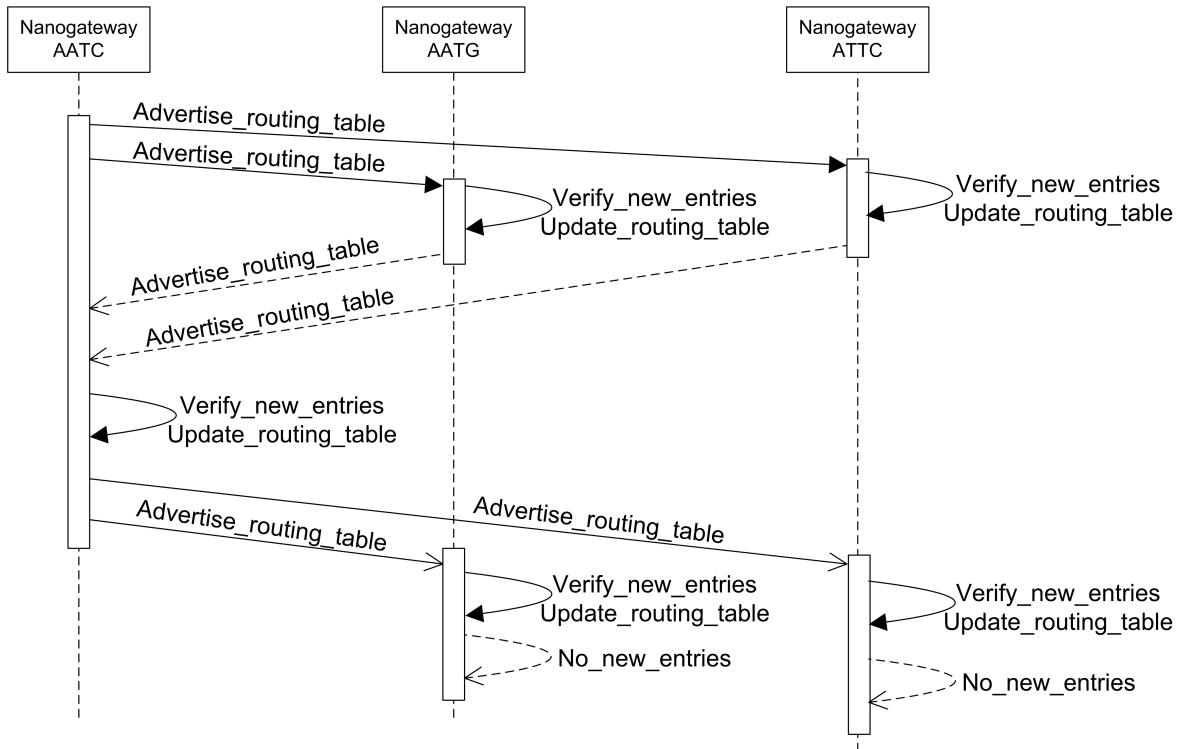 Nanogateway
AATC
Nanogateway
AATG
Nanogateway
ATTC
Advertise_routing_table
Advertise_routing_table
Verify_new_entries
Update_routing_table
Verify_new_entries
Update_routing_table
Advertise_routing_table
Advertise_routing_table
Verify_new_entries
Update_routing_table
Advertise_routing_table
Advertise_routing_table
Verify_new_entries
Update_routing_table
Verify_new_entries
Update_routing_table
No_new_entries
No_new_entries